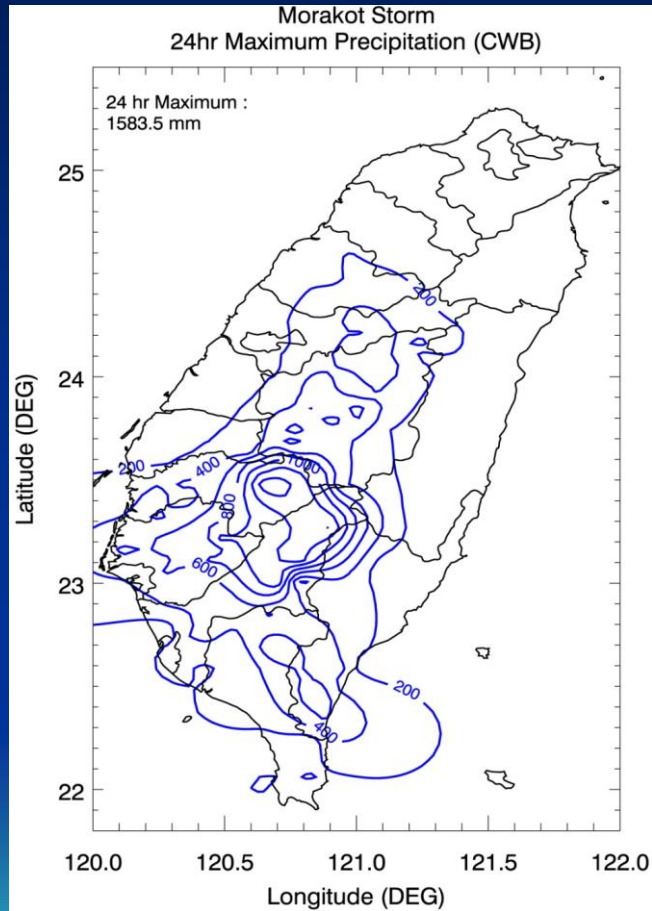 Morakot Storm
24hr Maximum Precipitation (CWB)
24 hr Maximum :
1583.5 mm
25
24
23
22
Latitude (DEG)
200
200
400
1000
800
600
200
400
120.0 120.5 121.0 121.5 122.0
Longitude (DEG)